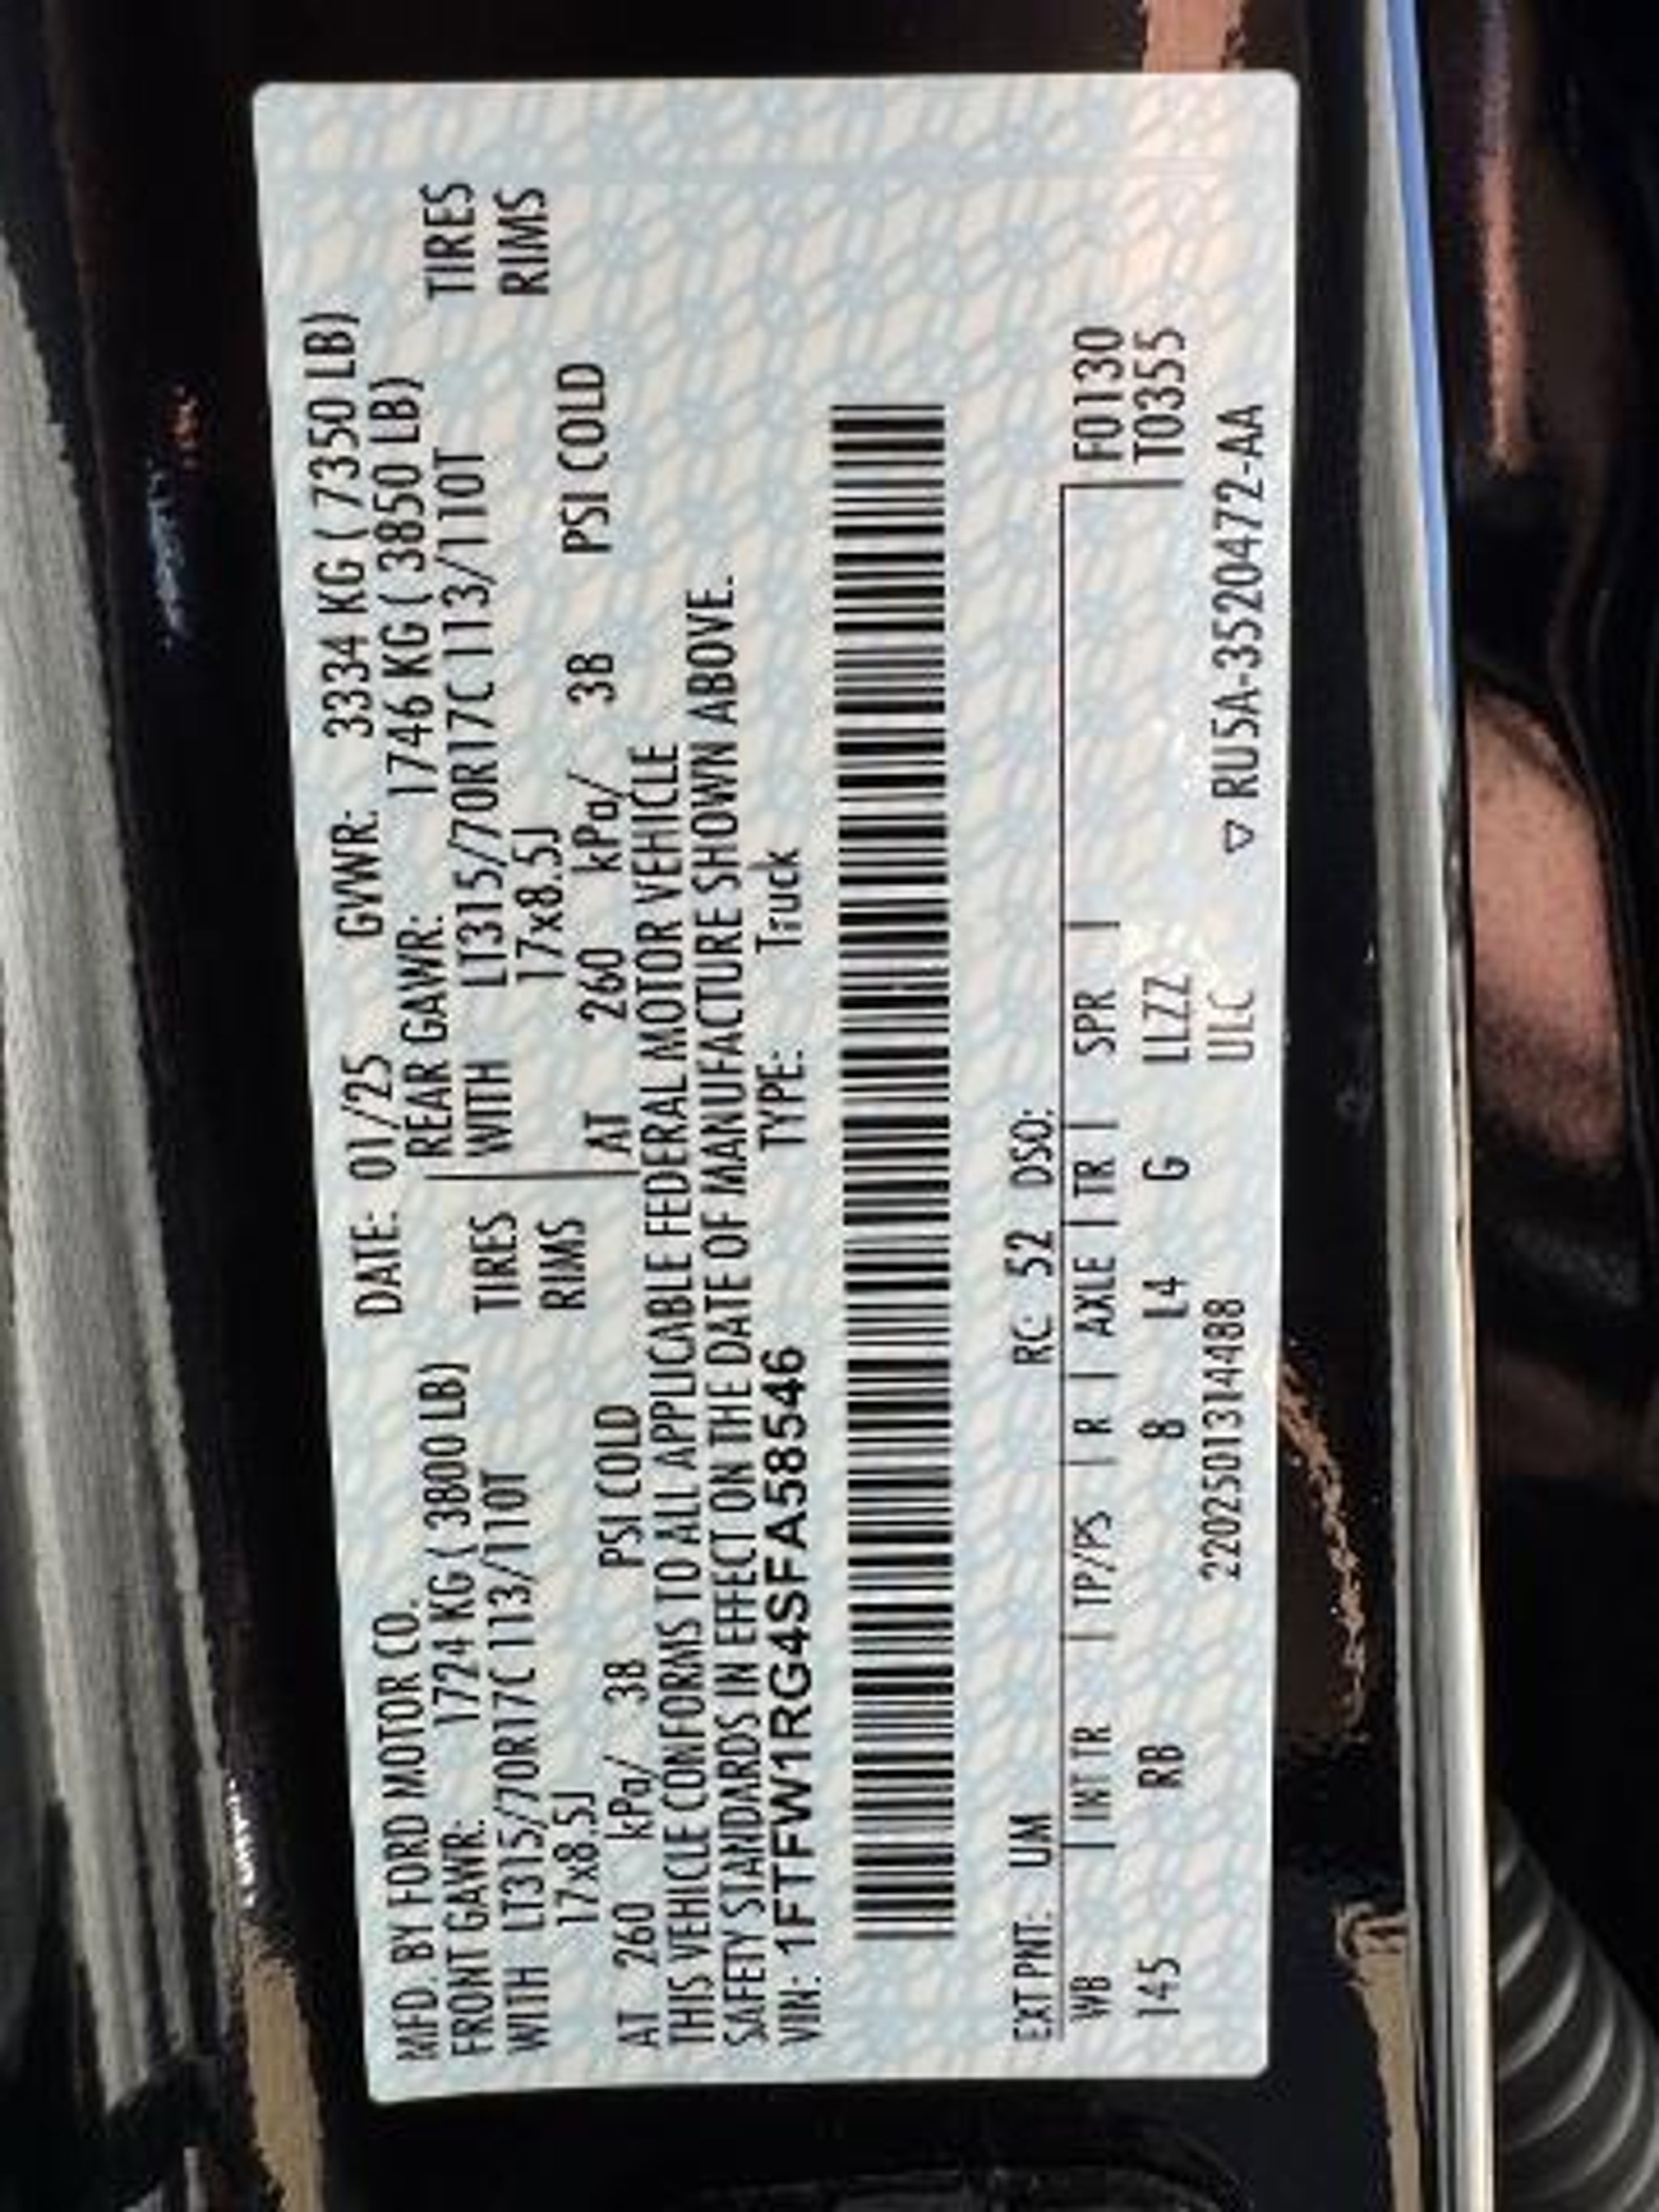 MFD. BY FORD MOTOR CO. DATE: 01/25 GVWR: 3334 KG ( 7350 LB)
FRONT GAWR: 1724 KG ( 3800 LB) REAR GAWR: 1746 KG ( 3850 LB)
WITH LT315/70R17C 113/110T TIRES WITH LT315/70R17C 113/110T TIRES
17x8.5J RIMS 17x8.5J RIMS
AT 260 kPa/ 38 PSI COLD AT 260 kPa/ 38 PSI COLD
THIS VEHICLE CONFORMS TO ALL APPLICABLE FEDERAL MOTOR VEHICLE
SAFETY STANDARDS IN EFFECT ON THE DATE OF MANUFACTURE SHOWN ABOVE.
VIN: 1FTFW1RG4SFA58546 TYPE: Truck
EXT PNT: UM RC: 52 DSO:
WB | INT TR | TP/PS | R | AXLE | TR | SPR | F0130
145 RB 8 L4 G LLZZ T0355
ULC
220250131448​8 ▽ RU5A-3520472-AA